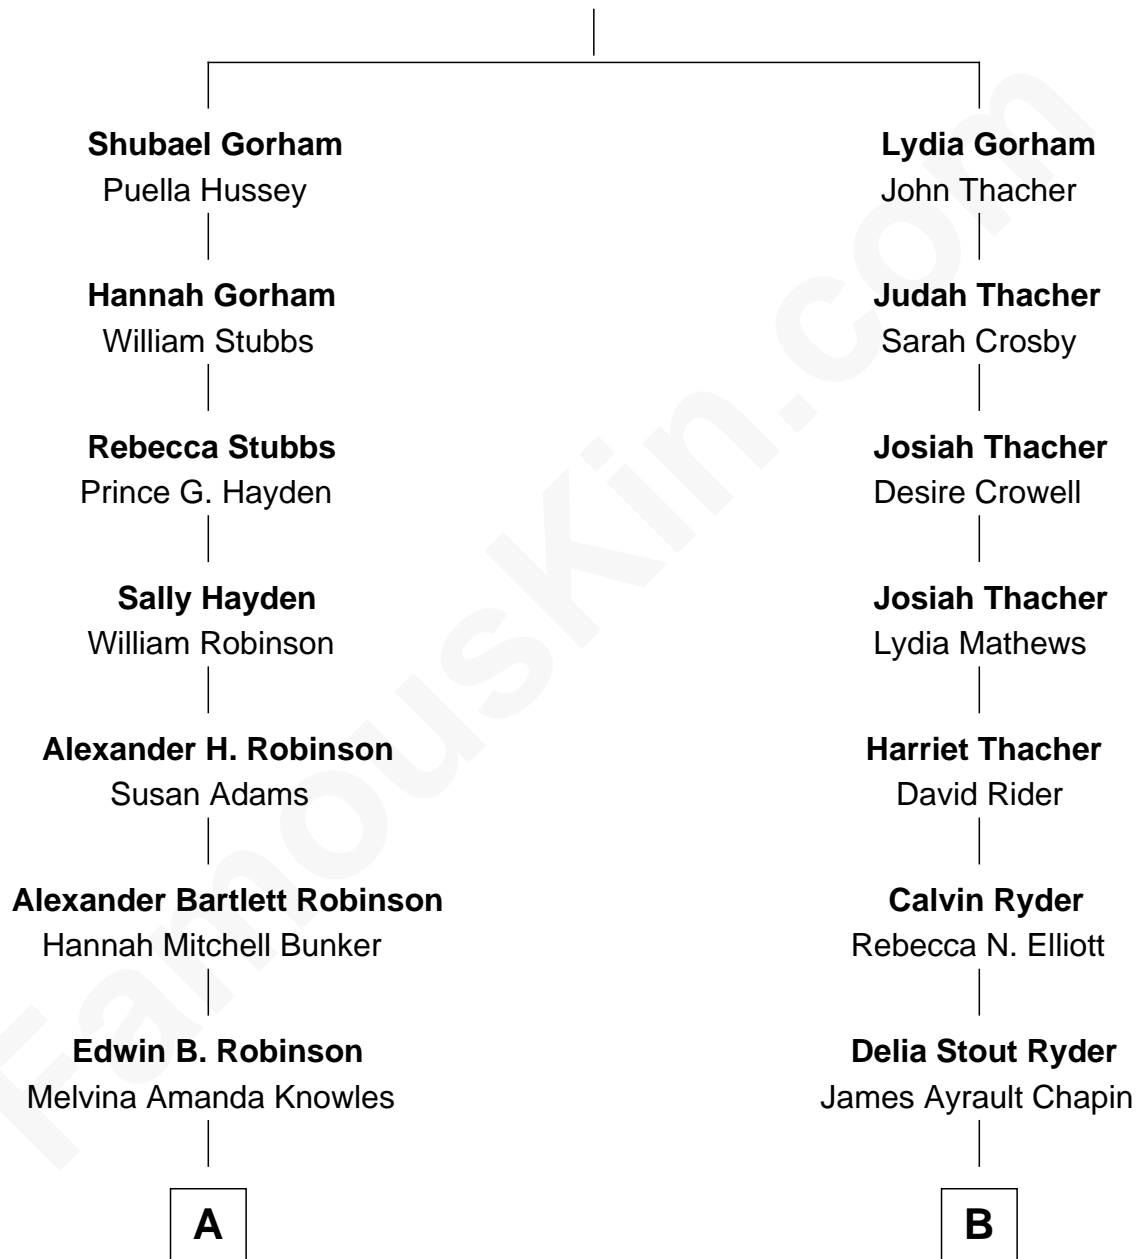 Shubael Gorham
Puella Hussey
Hannah Gorham
William Stubbs
Rebecca Stubbs
Prince G. Hayden
Sally Hayden
William Robinson
Alexander H. Robinson
Susan Adams
Alexander Bartlett Robinson
Hannah Mitchell Bunker
Edwin B. Robinson
Melvina Amanda Knowles
A
Lydia Gorham
John Thacher
Judah Thacher
Sarah Crosby
Josiah Thacher
Desire Crowell
Josiah Thacher
Lydia Mathews
Harriet Thacher
David Rider
Calvin Ryder
Rebecca N. Elliott
Delia Stout Ryder
James Ayrault Chapin
B
FamousKin.com